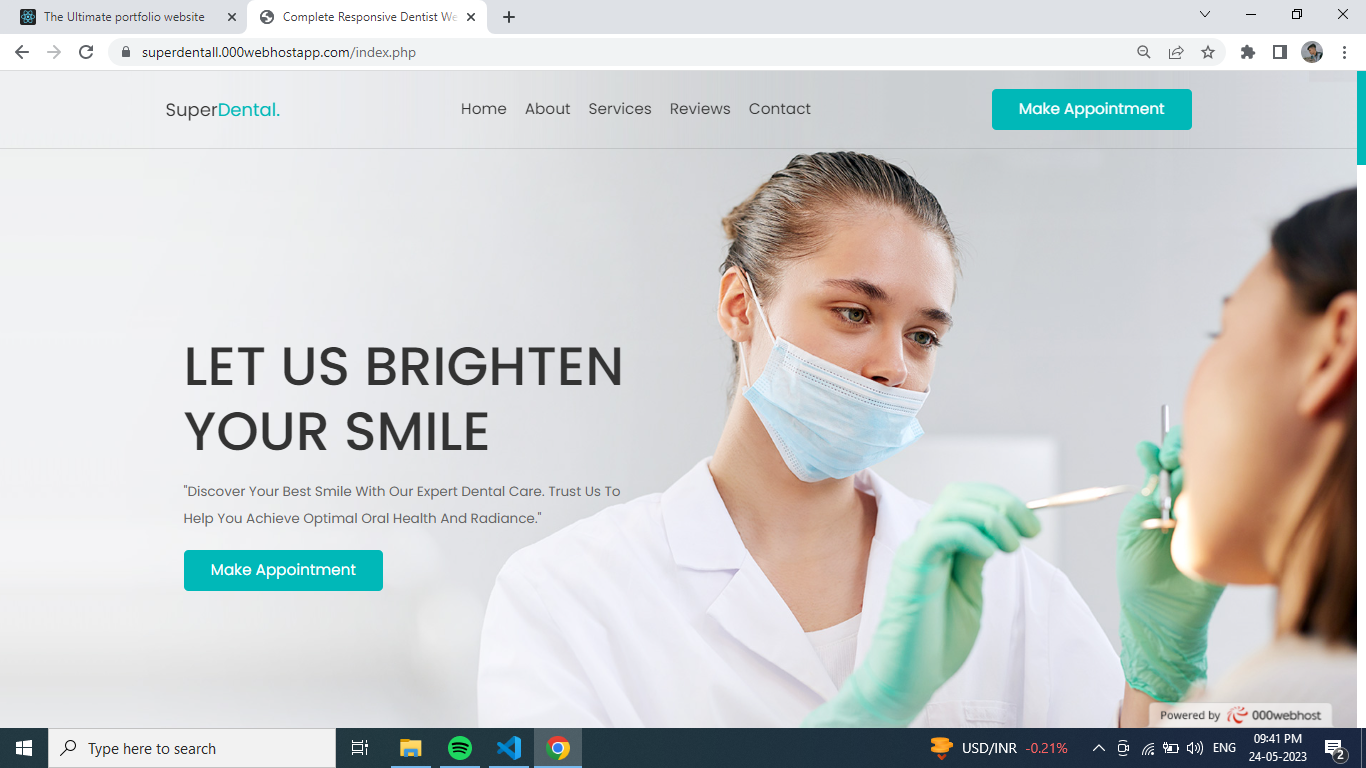 The Ultimate portfolio website
Complete Responsive Dentist We
superdentall.000webhostapp.com/index.php
SuperDental.
Home
About
Services
Reviews
Contact
Make Appointment
LET US BRIGHTEN
YOUR SMILE
"Discover Your Best Smile With Our Expert Dental Care. Trust Us To
Help You Achieve Optimal Oral Health And Radiance."
Make Appointment
Powered by 000webhost
Type here to search
USD/INR -0.21%
ENG
09:41 PM
24-05-2023
2